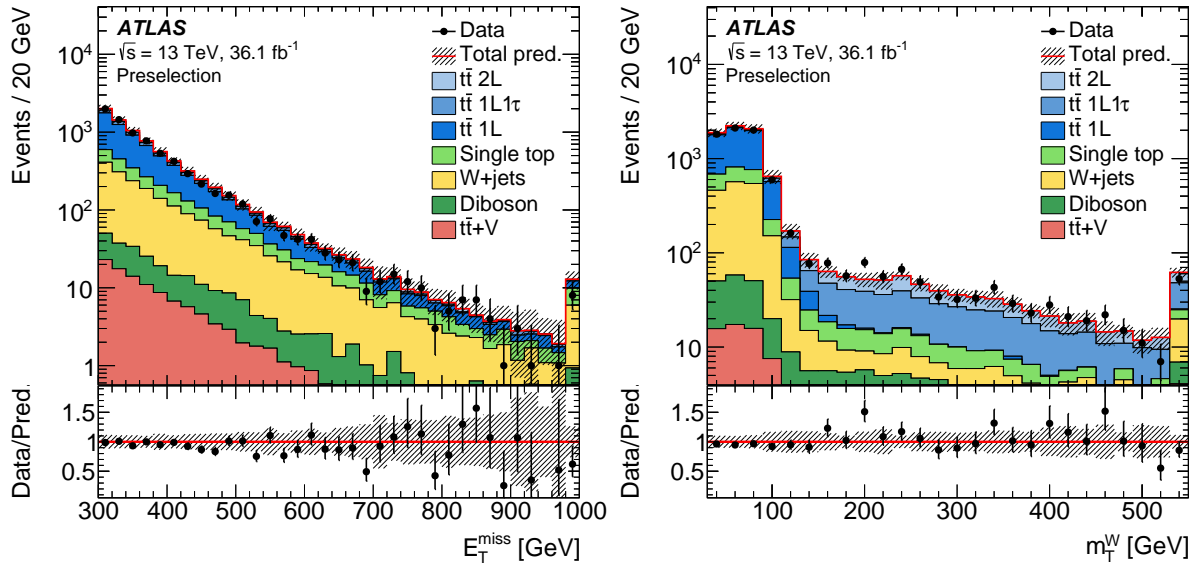 ATLAS
√s = 13 TeV, 36.1 fb⁻¹
Preselection
Data
Total pred.
tt̄ 2L
tt̄ 1L1τ
tt̄ 1L
Single top
W+jets
Diboson
tt̄+V
Events / 20 GeV
10⁴
10³
10²
10
1
Data/Pred.
1.5
1
0.5
300 400 500 600 700 800 900 1000
E_T^miss [GeV]
ATLAS
√s = 13 TeV, 36.1 fb⁻¹
Preselection
Data
Total pred.
tt̄ 2L
tt̄ 1L1τ
tt̄ 1L
Single top
W+jets
Diboson
tt̄+V
Events / 20 GeV
10⁴
10³
10²
10
Data/Pred.
1.5
1
0.5
100 200 300 400 500
m_T^W [GeV]